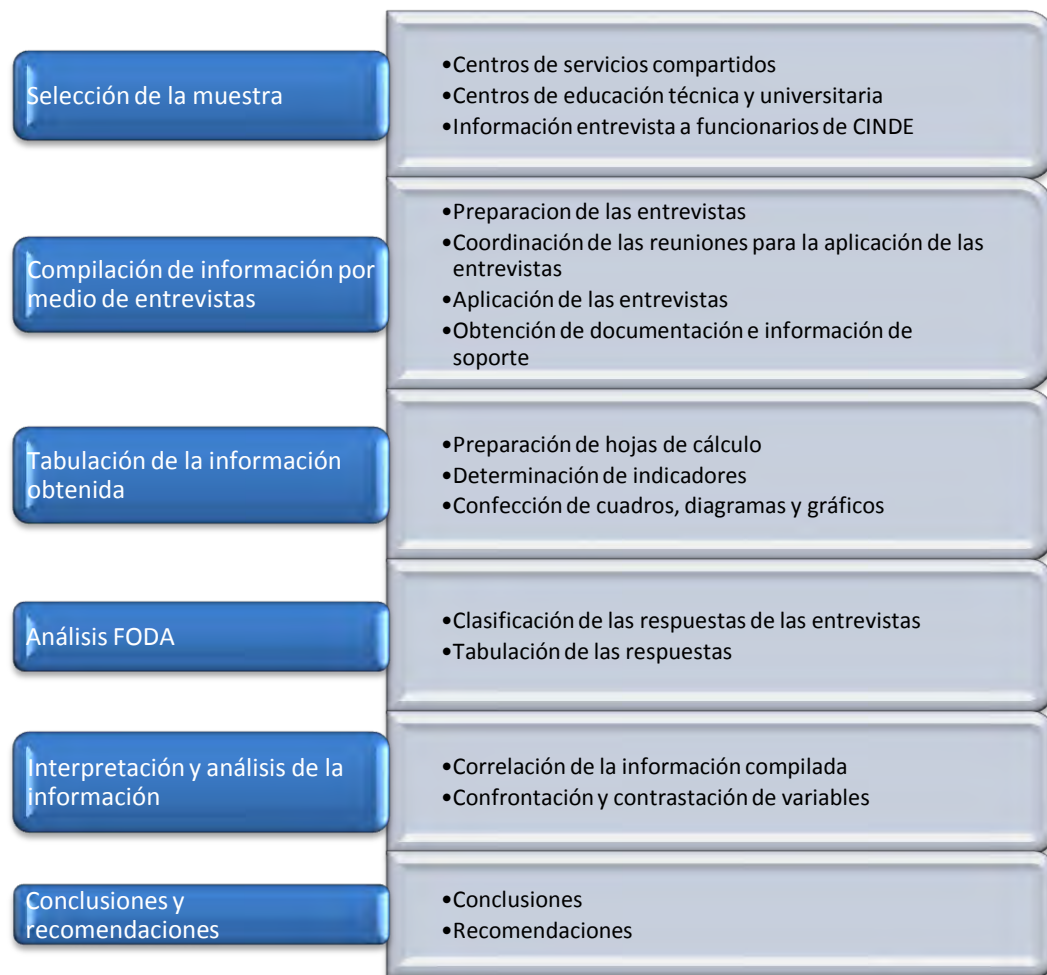 Selección de la muestra
•Centros de servicios compartidos
•Centros de educación técnica y universitaria
•Información entrevista a funcionarios de CINDE
Compilación de información por
medio de entrevistas
•Preparacion de las entrevistas
•Coordinación de las reuniones para la aplicación de las
entrevistas
•Aplicación de las entrevistas
•Obtención de documentación e información de
soporte
Tabulación de la información
obtenida
•Preparación de hojas de cálculo
•Determinación de indicadores
•Confección de cuadros, diagramas y gráficos
Análisis FODA
•Clasificación de las respuestas de las entrevistas
•Tabulación de las respuestas
Interpretación y análisis de la
información
•Correlación de la información compilada
•Confrontación y contrastación de variables
Conclusiones y
recomendaciones
•Conclusiones
•Recomendaciones